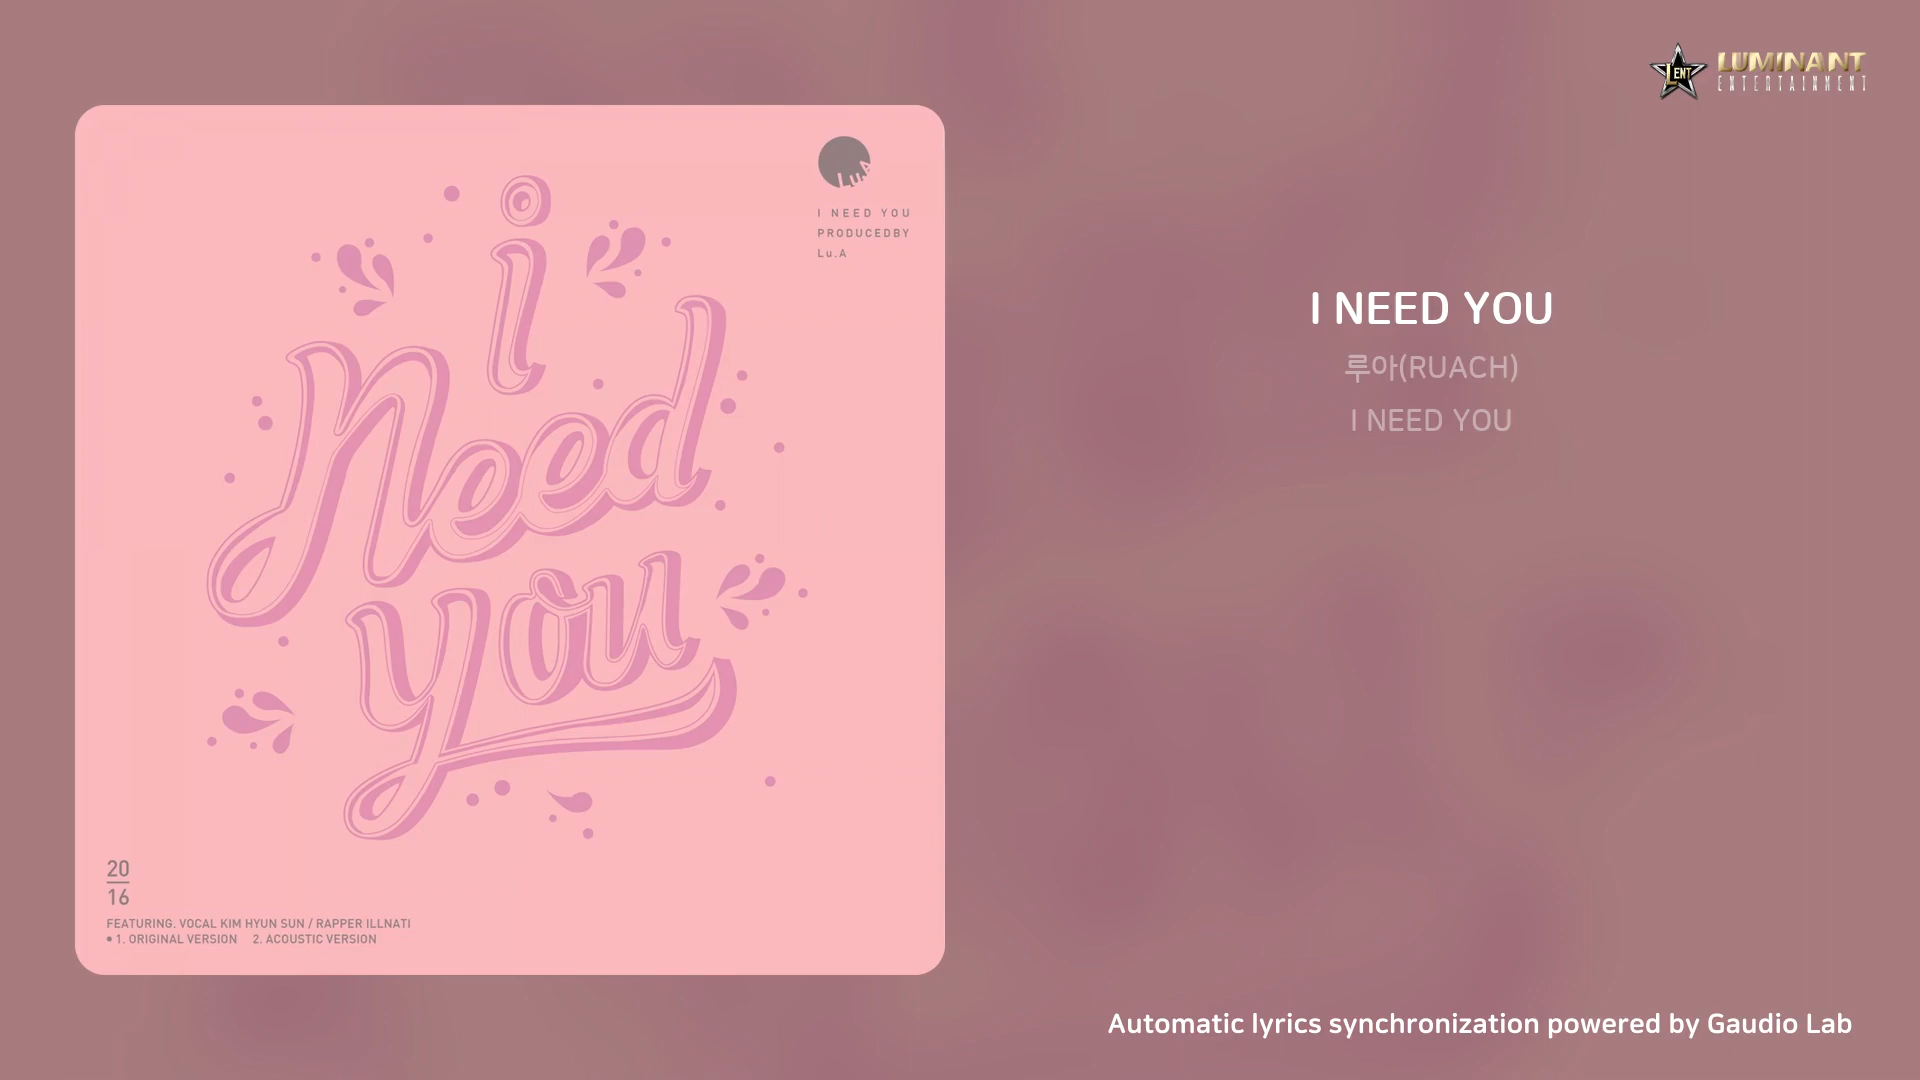 LENT
LUMINANT
ENTERTAINMENT
Lu.A
I NEED YOU
PRODUCEDBY
Lu.A
i
Need
you
20
16
FEATURING. VOCAL KIM HYUN SUN / RAPPER ILLNATI
• 1. ORIGINAL VERSION 2. ACOUSTIC VERSION
I NEED YOU
루아(RUACH)
I NEED YOU
Automatic lyrics synchronization powered by Gaudio Lab